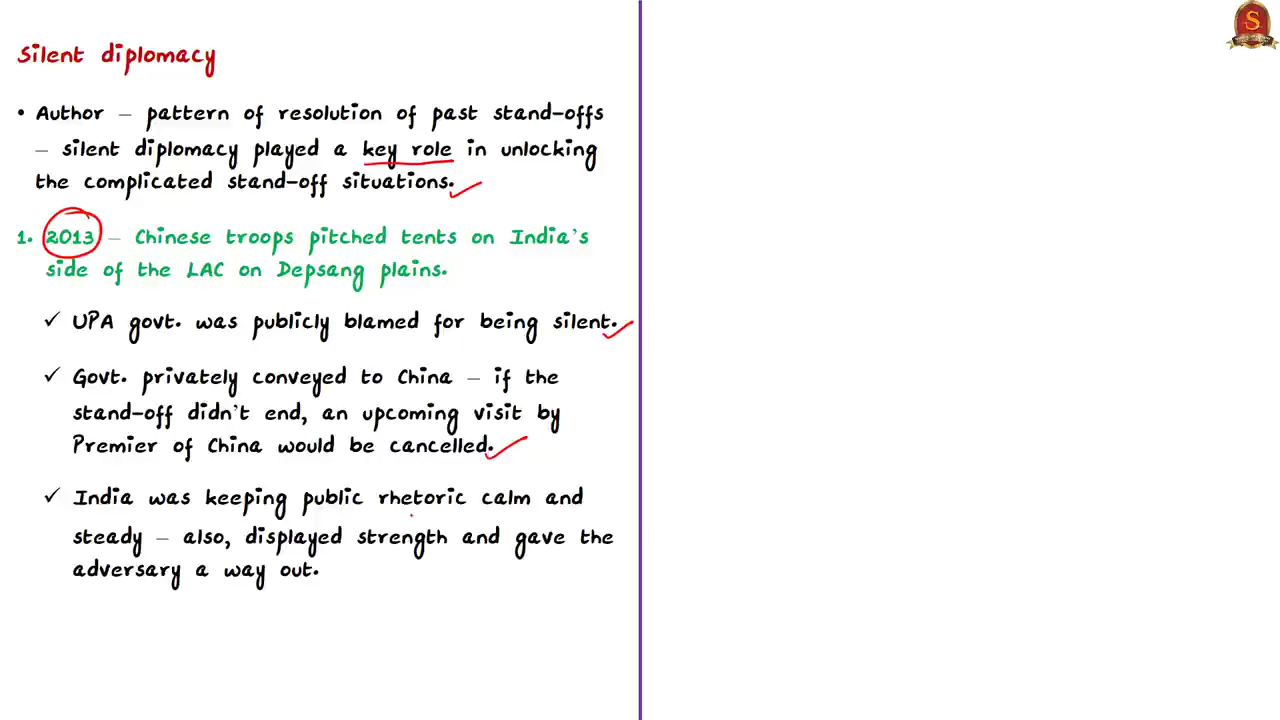 Silent diplomacy
• Author – pattern of resolution of past stand-offs
– silent diplomacy played a key role in unlocking
the complicated stand-off situations.
1. 2013 – Chinese troops pitched tents on India's
side of the LAC on Depsang plains.
✓ UPA govt. was publicly blamed for being silent.
✓ Govt. privately conveyed to China – if the
stand-off didn't end, an upcoming visit by
Premier of China would be cancelled.
✓ India was keeping public rhetoric calm and
steady – also, displayed strength and gave the
adversary a way out.
S